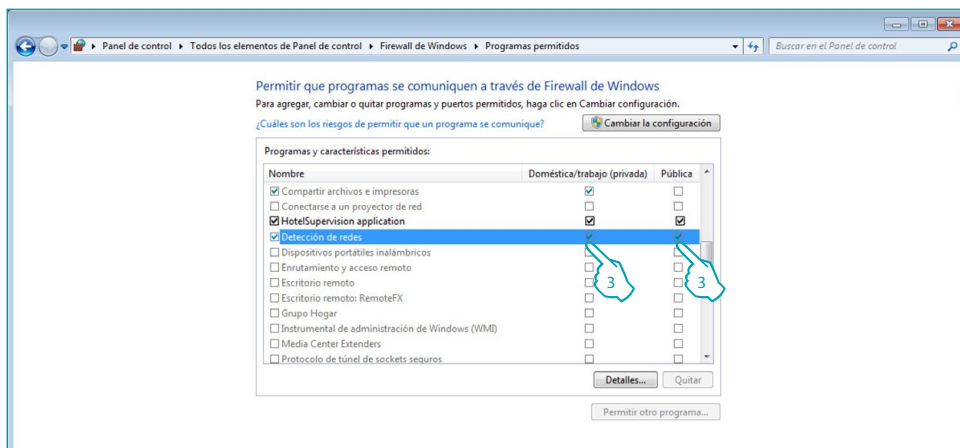 Panel de control ▸ Todos los elementos de Panel de control ▸ Firewall de Windows ▸ Programas permitidos
Buscar en el Panel de control
Permitir que programas se comuniquen a través de Firewall de Windows
Para agregar, cambiar o quitar programas y puertos permitidos, haga clic en Cambiar configuración.
¿Cuáles son los riesgos de permitir que un programa se comunique?
Cambiar la configuración
Programas y características permitidos:
Nombre Doméstica/trabajo (privada) Pública
Compartir archivos e impresoras
Conectarse a un proyector de red
HotelSupervision application
Detección de redes
Dispositivos portátiles inalámbricos
Enrutamiento y acceso remoto
Escritorio remoto
3 3
Escritorio remoto: RemoteFX
Grupo Hogar
Instrumental de administración de Windows (WMI)
Media Center Extenders
Protocolo de túnel de sockets seguros
Detalles... Quitar
Permitir otro programa...